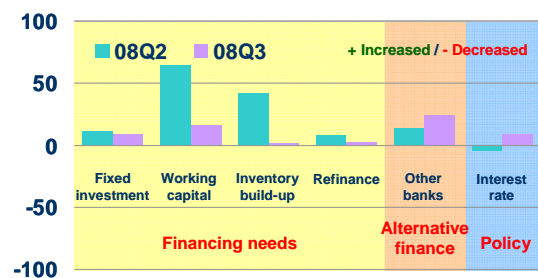 100
08Q2 08Q3
+ Increased / - Decreased
50
0
Fixed investment
Working capital
Inventory build-up
Refinance
Other banks
Interest rate
-50
Financing needs
Alternative finance
Policy
-100